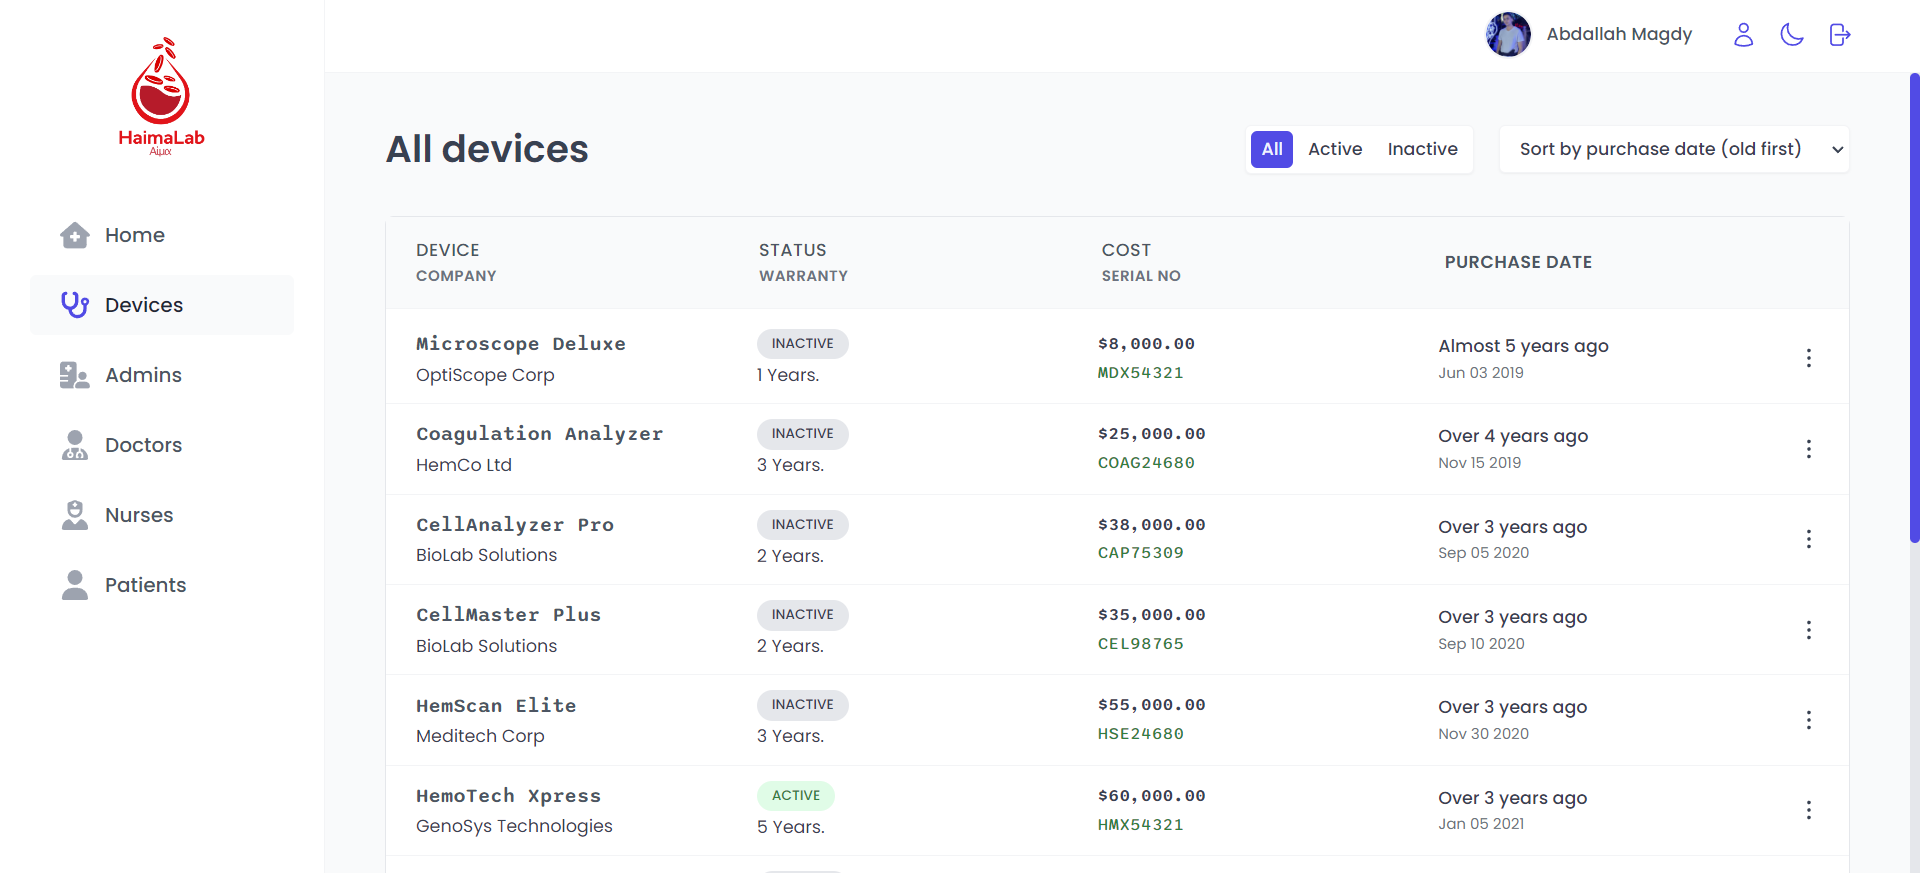 HaimaLab
Αίμα
Abdallah Magdy
Home
Devices
Admins
Doctors
Nurses
Patients
All devices
All Active Inactive
Sort by purchase date (old first)
DEVICE STATUS COST PURCHASE DATE
COMPANY WARRANTY SERIAL NO
Microscope Deluxe INACTIVE $8,000.00 Almost 5 years ago
OptiScope Corp 1 Years. MDX54321 Jun 03 2019
Coagulation Analyzer INACTIVE $25,000.00 Over 4 years ago
HemCo Ltd 3 Years. COAG24680 Nov 15 2019
CellAnalyzer Pro INACTIVE $38,000.00 Over 3 years ago
BioLab Solutions 2 Years. CAP75309 Sep 05 2020
CellMaster Plus INACTIVE $35,000.00 Over 3 years ago
BioLab Solutions 2 Years. CEL98765 Sep 10 2020
HemScan Elite INACTIVE $55,000.00 Over 3 years ago
Meditech Corp 3 Years. HSE24680 Nov 30 2020
HemoTech Xpress ACTIVE $60,000.00 Over 3 years ago
GenoSys Technologies 5 Years. HMX54321 Jan 05 2021